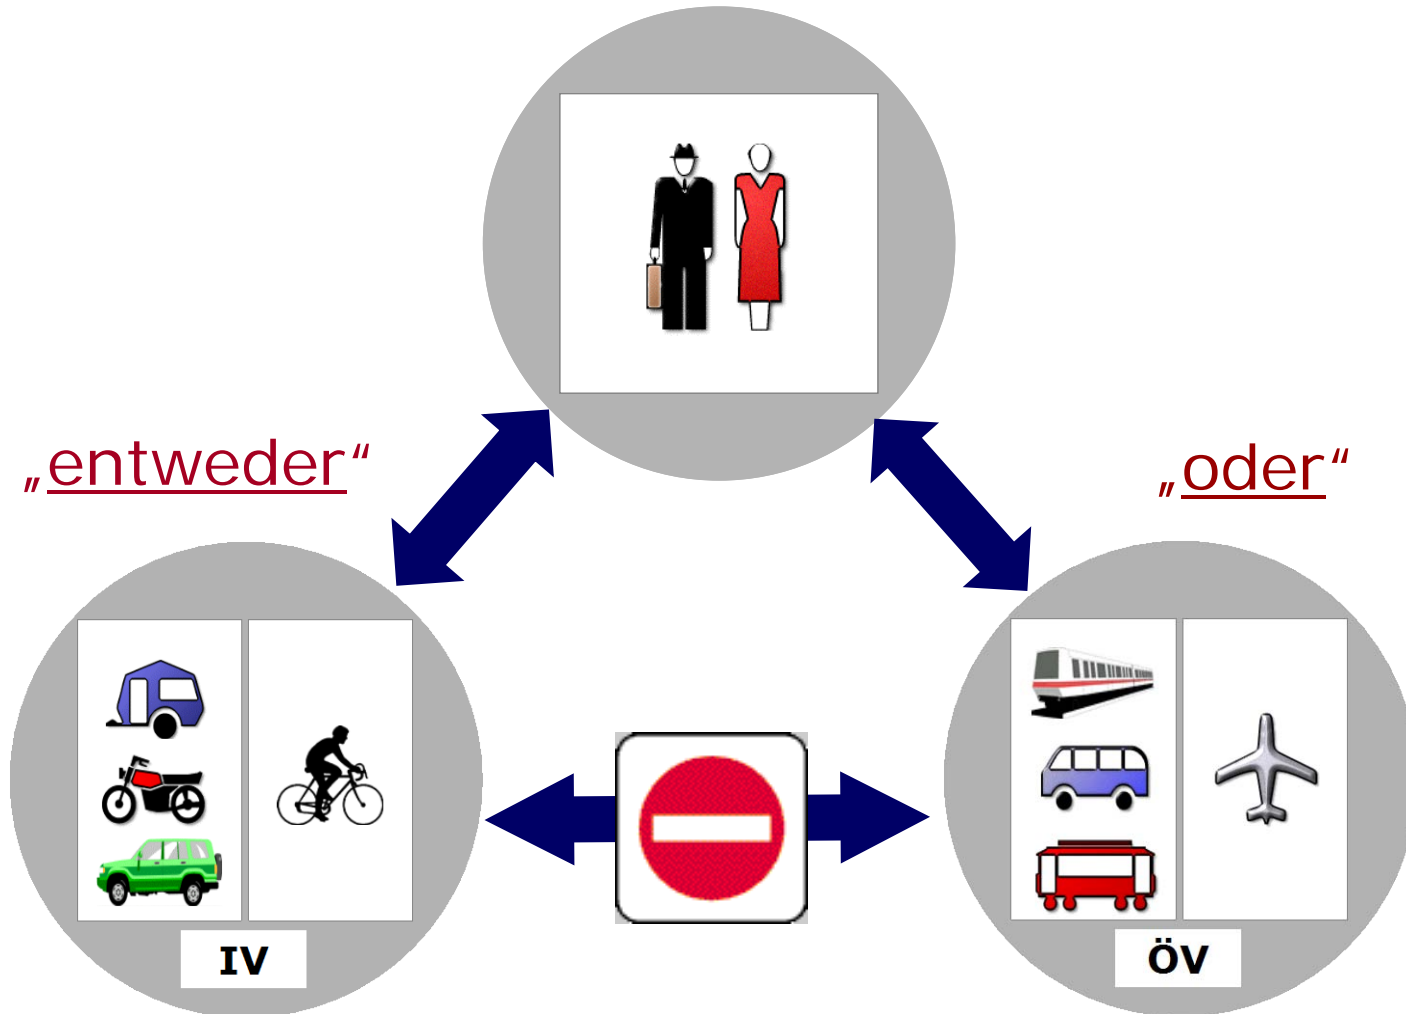 „entweder“
„oder“
IV
ÖV